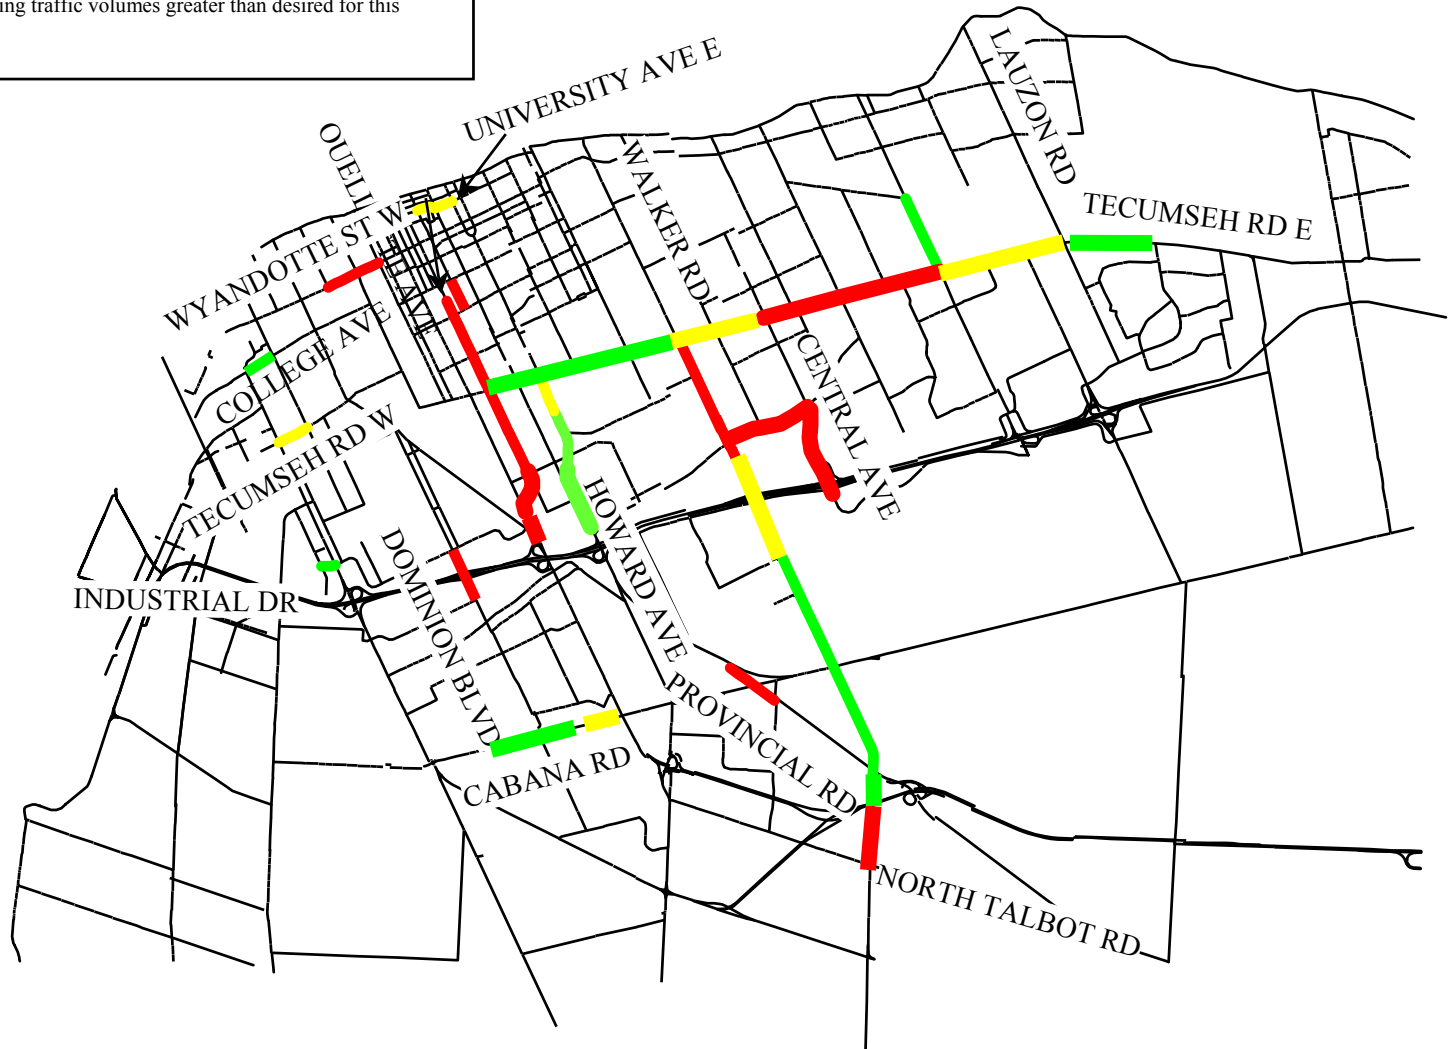 ing traffic volumes greater than desired for this
UNIVERSITY AVE E
LAUZON RD
WALKER RD
TECUMSEH RD E
WYANDOTTE ST W
AVE
COLLEGE AVE
CENTRAL AVE
TECUMSEH RD W
HOWARD AVE
DOMINION BLVD
INDUSTRIAL DR
PROVINCIAL RD
CABANA RD
NORTH TALBOT RD